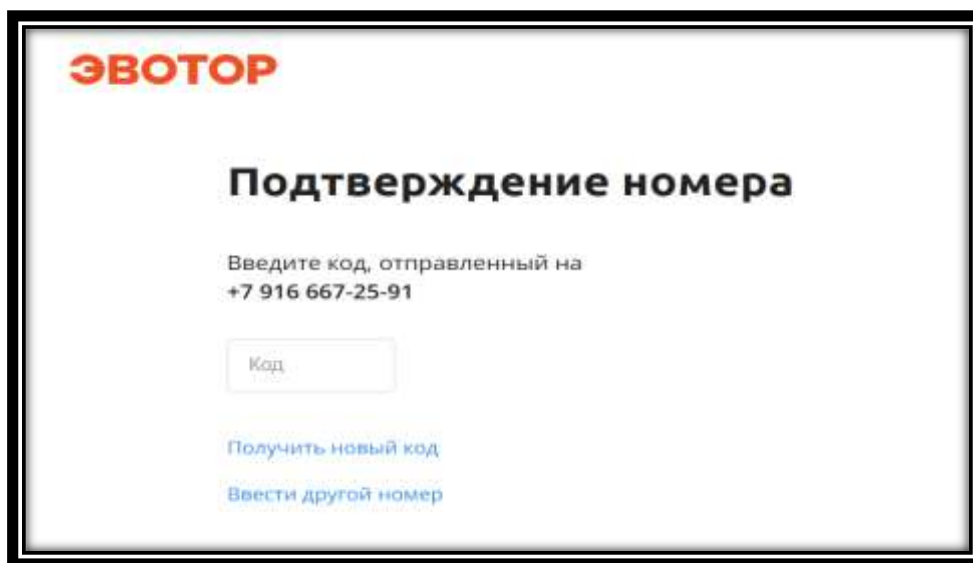 ЭВОТОР
Подтверждение номера
Введите код, отправленный на
+7 916 667-25-91
Код
Получить новый код
Ввести другой номер